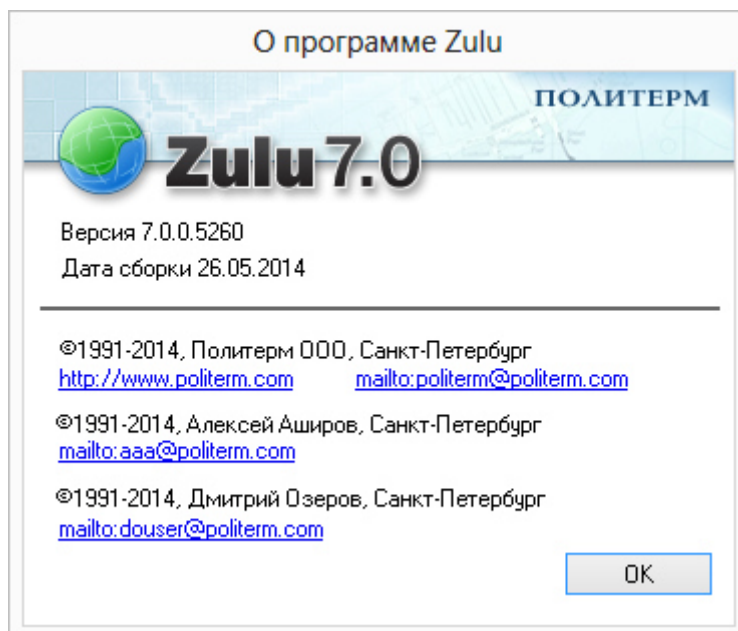 О программе Zulu
ПОЛИТЕРМ
Zulu 7.0
Версия 7.0.0.5260
Дата сборки 26.05.2014
©1991-2014, Политерм ООО, Санкт-Петербург
http://www.politerm.com mailto:politerm@politerm.com
©1991-2014, Алексей Аширов, Санкт-Петербург
mailto:aaa@politerm.com
©1991-2014, Дмитрий Озеров, Санкт-Петербург
mailto:douser@politerm.com
OK